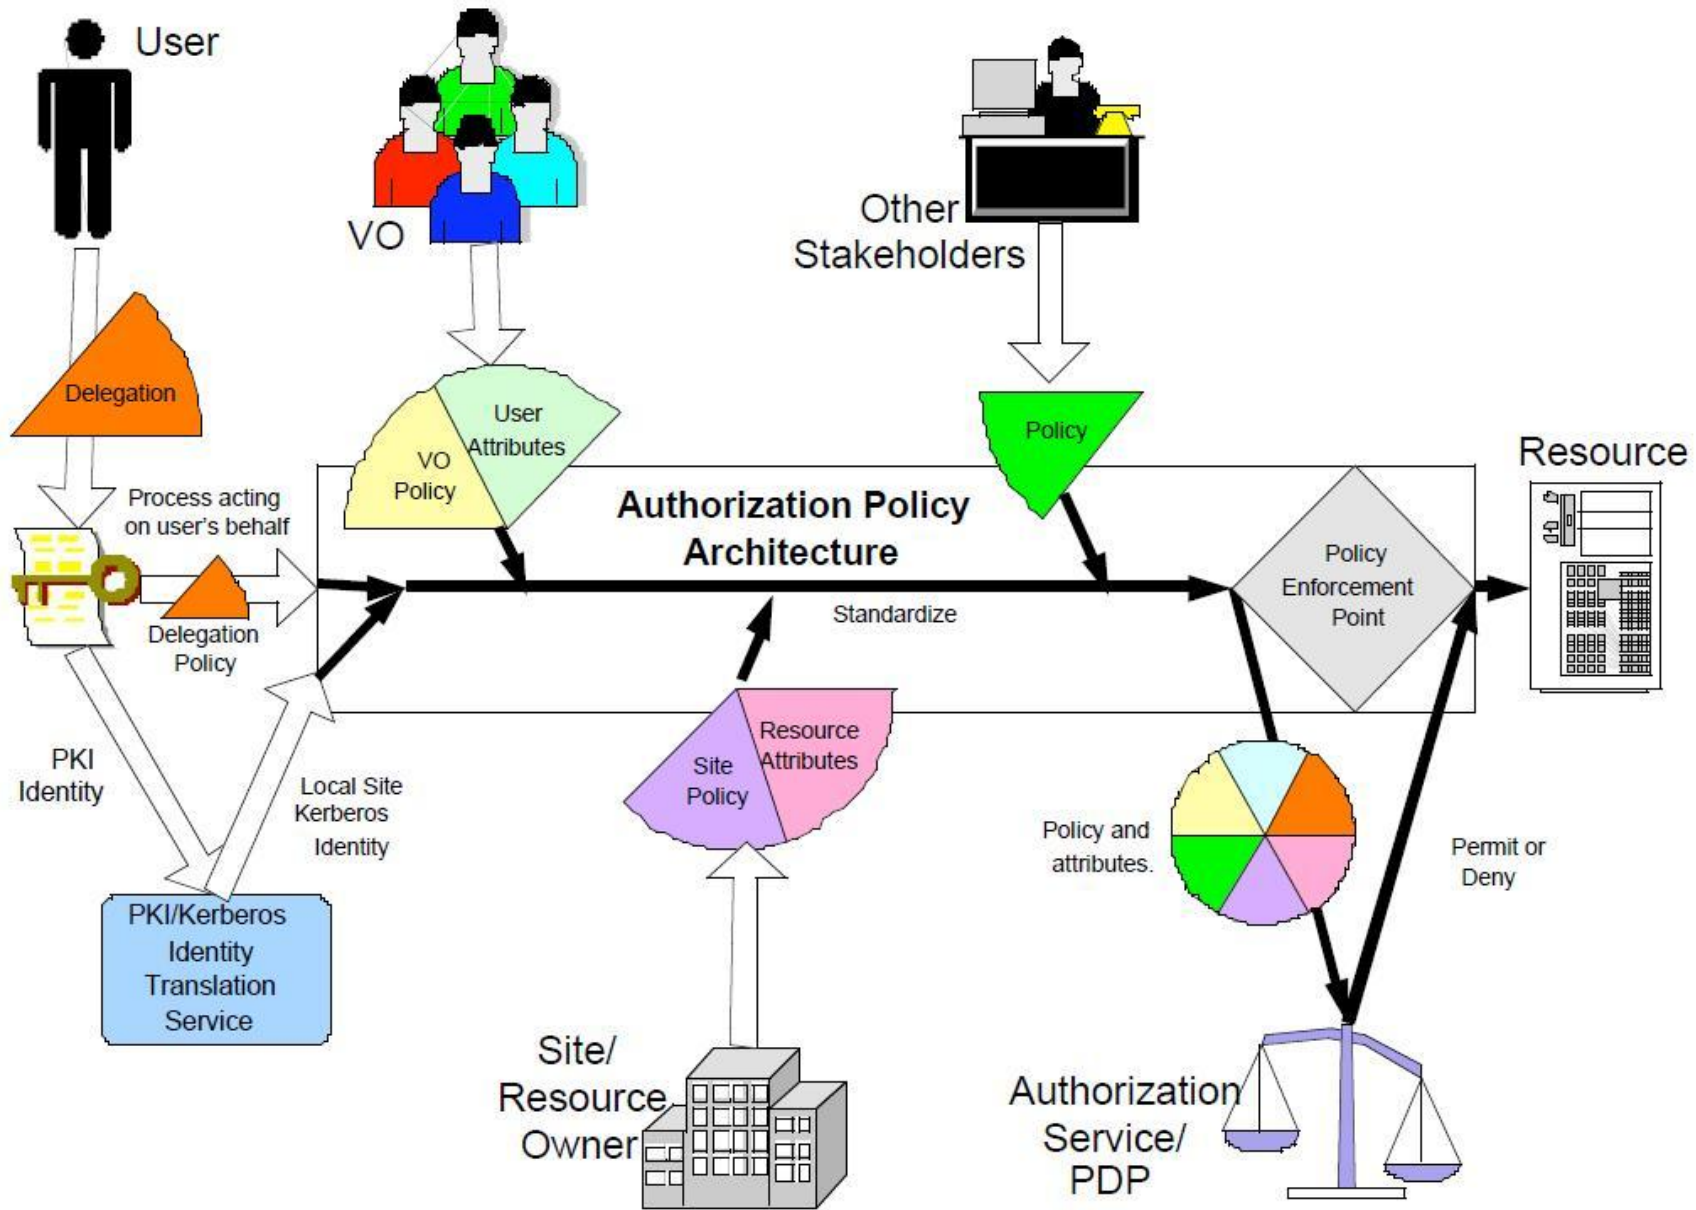 User
VO
Other
Stakeholders
Delegation
User
Attributes
VO
Policy
Policy
Resource
Process acting
on user's behalf
Authorization Policy
Architecture
Policy
Enforcement
Point
Standardize
Delegation
Policy
Resource
Attributes
Site
Policy
PKI
Identity
Local Site
Kerberos
Identity
Policy and
attributes.
Permit or
Deny
PKI/Kerberos
Identity
Translation
Service
Site/
Resource
Owner
Authorization
Service/
PDP